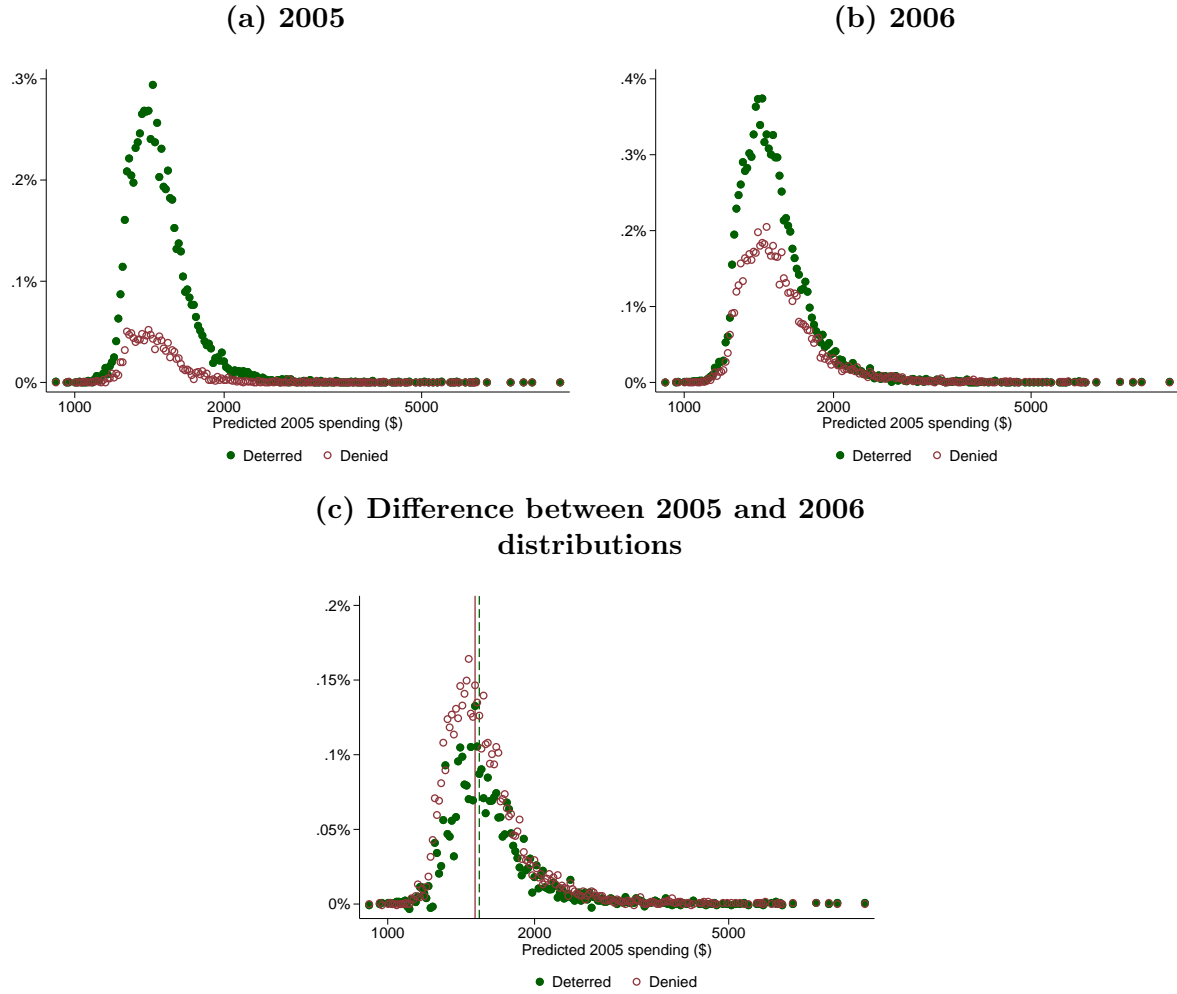 (a) 2005
.3%
.2%
.1%
0%
1000 2000 5000
Predicted 2005 spending ($)
Deterred Denied
(b) 2006
.4%
.3%
.2%
.1%
0%
1000 2000 5000
Predicted 2005 spending ($)
Deterred Denied
(c) Difference between 2005 and 2006
distributions
.2%
.15%
.1%
.05%
0%
1000 2000 5000
Predicted 2005 spending ($)
Deterred Denied